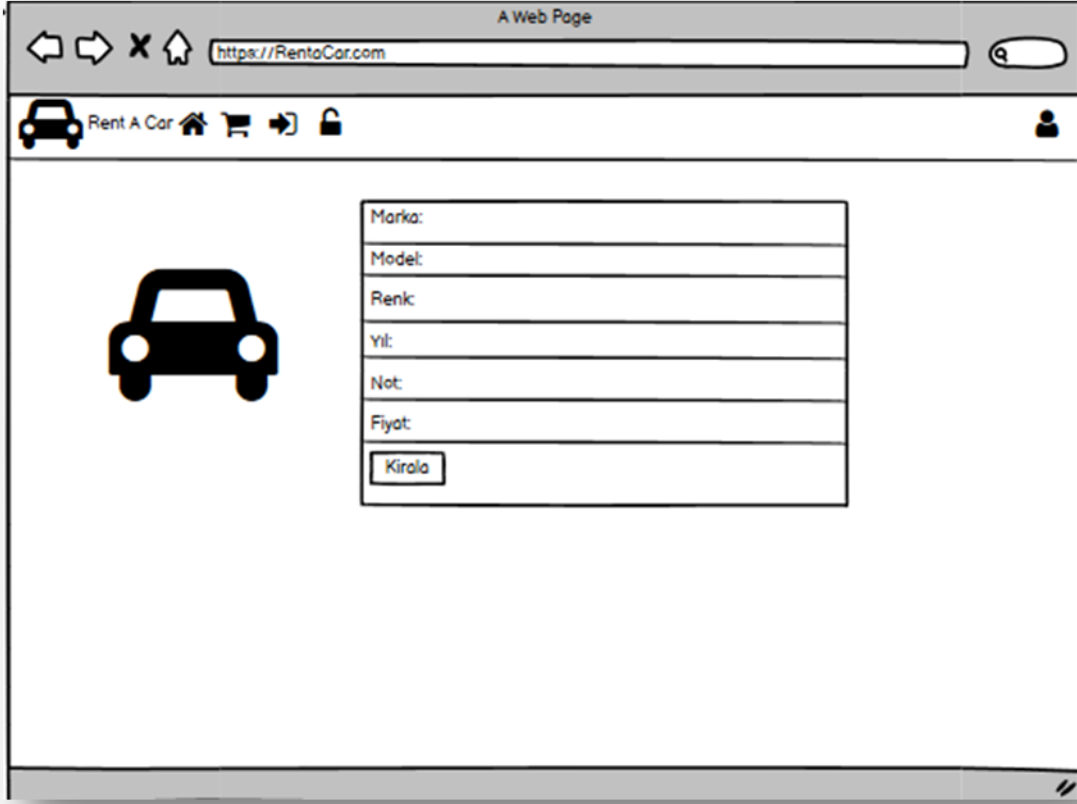 A Web Page
https://RentaCar.com
Rent A Car
Marka:
Model:
Renk:
Yıl:
Not:
Fiyat:
Kirala